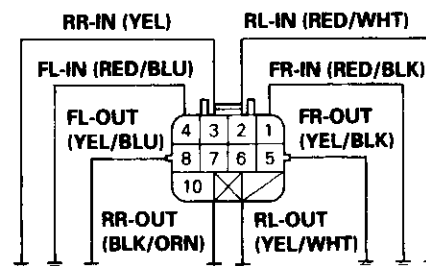 RR-IN (YEL) RL-IN (RED/WHT)
FL-IN (RED/BLU) FR-IN (RED/BLK)
FL-OUT FR-OUT
(YEL/BLU) (YEL/BLK)
4 3 2 1
8 7 6 5
10
RR-OUT RL-OUT
(BLK/ORN) (YEL/WHT)